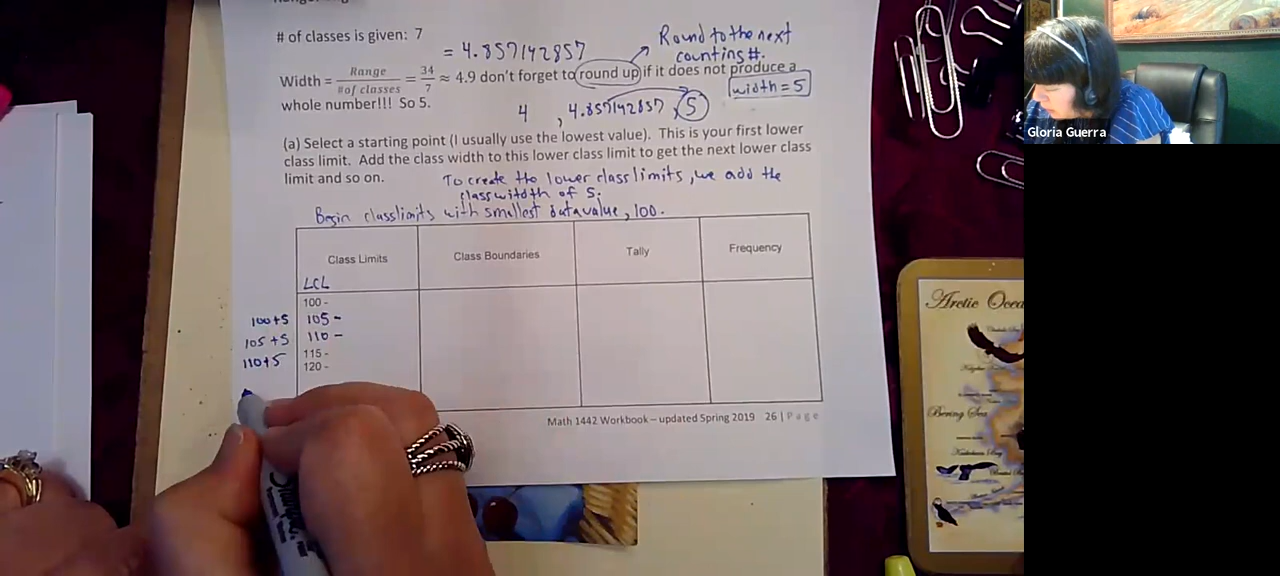 # of classes is given: 7
= 4.857142857
Round to the next
counting #.
Width = Range / # of classes = 34/7 ≈ 4.9 don't forget to round up if it does not produce a
whole number!!! So 5.
width = 5
4 , 4.857142857, 5
(a) Select a starting point (I usually use the lowest value). This is your first lower
class limit. Add the class width to this lower class limit to get the next lower class
limit and so on.
To create the lower class limits, we add the
class witdth of 5.
Begin class limits with smallest data value, 100.
Class Limits Class Boundaries Tally Frequency
LCL
100 -
100+5 105 -
105 +5 110 -
110+5 115 -
120 -
Math 1442 Workbook – updated Spring 2019 26 | Page
Gloria Guerra
Arctic Ocea
Bering Sea